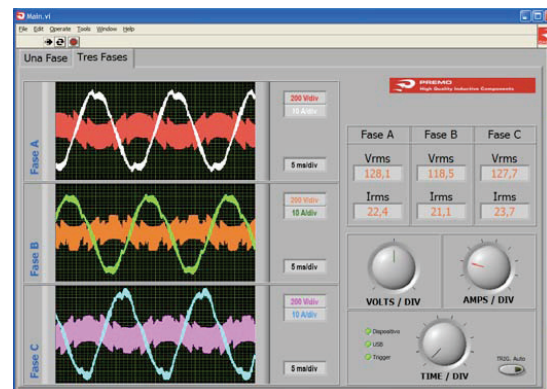 Main.vi
File Edit Operate Tools Window Help
Una Fase
Tres Fases
PREMO
High Quality Inductive Components
Fase A
200 V/div
10 A/div
5 ms/div
Fase B
200 V/div
10 A/div
5 ms/div
Fase C
200 V/div
10 A/div
5 ms/div
Fase A Fase B Fase C
Vrms Vrms Vrms
128,1 118,5 127,7
Irms Irms Irms
22,4 21,1 23,7
VOLTS / DIV
AMPS / DIV
Dispositivo
USB
Trigger
TIME / DIV
TRIG. Auto